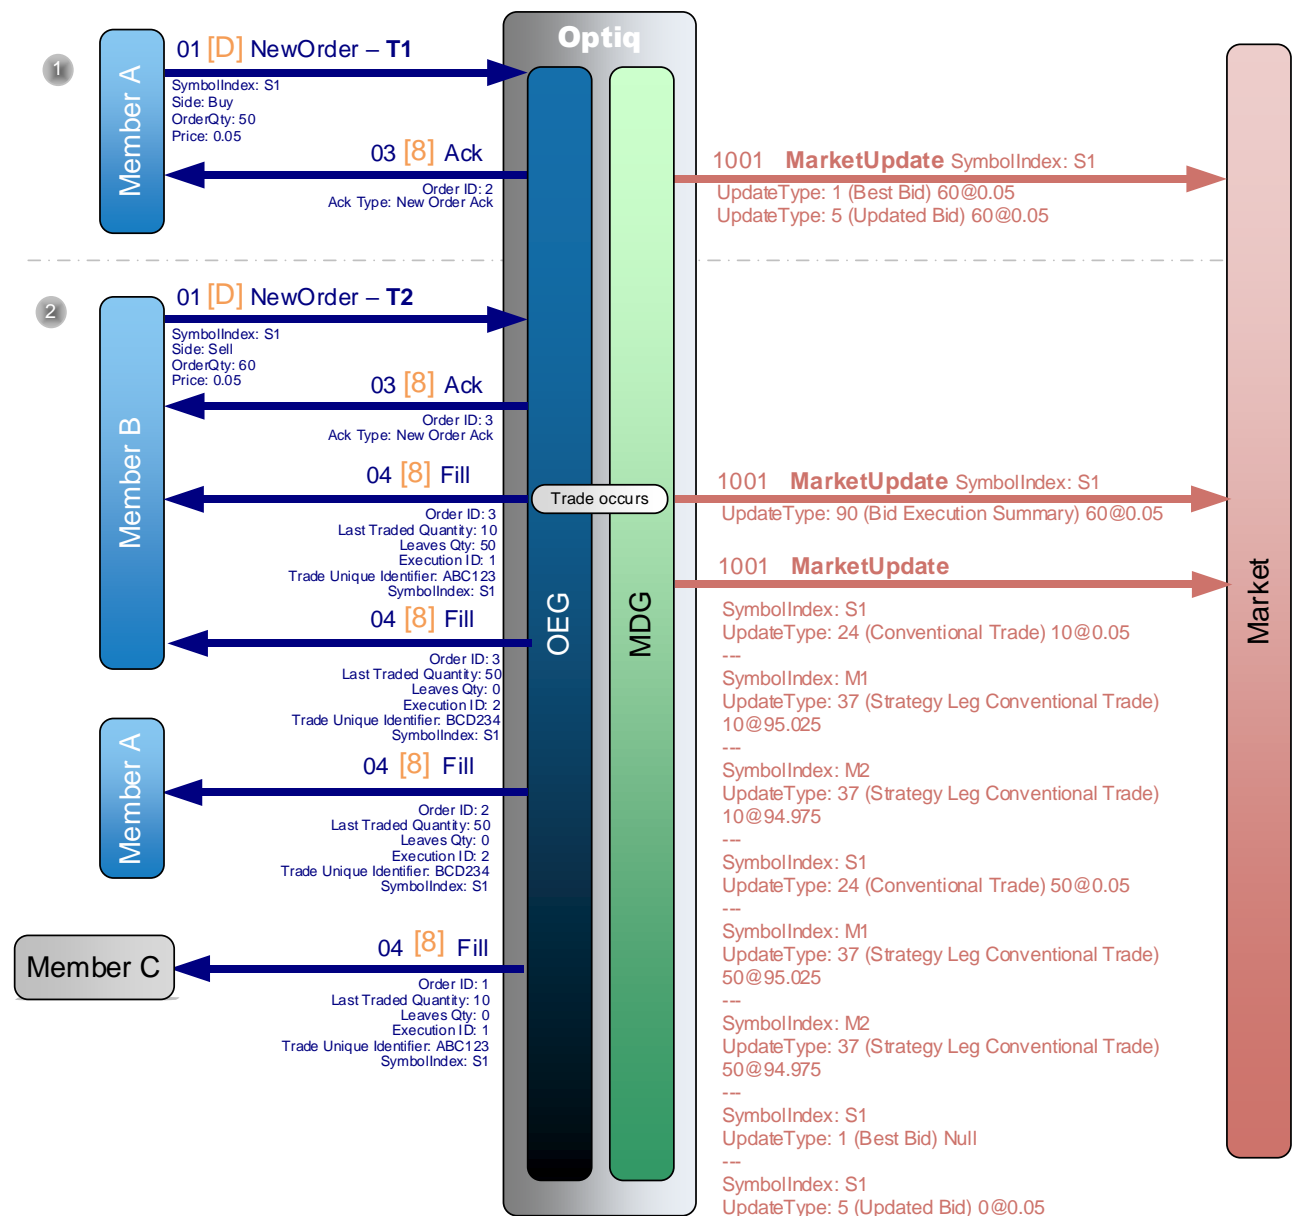 Optiq
1
Member A
01 [D] NewOrder – T1
SymbolIndex: S1
Side: Buy
OrderQty: 50
Price: 0.05
03 [8] Ack
Order ID: 2
Ack Type: New Order Ack
1001 MarketUpdate SymbolIndex: S1
UpdateType: 1 (Best Bid) 60@0.05
UpdateType: 5 (Updated Bid) 60@0.05
2
Member B
01 [D] NewOrder – T2
SymbolIndex: S1
Side: Sell
OrderQty: 60
Price: 0.05
03 [8] Ack
Order ID: 3
Ack Type: New Order Ack
04 [8] Fill
Order ID: 3
Last Traded Quantity: 10
Leaves Qty: 50
Execution ID: 1
Trade Unique Identifier: ABC123
SymbolIndex: S1
Trade occurs
1001 MarketUpdate SymbolIndex: S1
UpdateType: 90 (Bid Execution Summary) 60@0.05
04 [8] Fill
Order ID: 3
Last Traded Quantity: 50
Leaves Qty: 0
Execution ID: 2
Trade Unique Identifier: BCD234
SymbolIndex: S1
Member A
04 [8] Fill
Order ID: 2
Last Traded Quantity: 50
Leaves Qty: 0
Execution ID: 2
Trade Unique Identifier: BCD234
SymbolIndex: S1
Member C
04 [8] Fill
Order ID: 1
Last Traded Quantity: 10
Leaves Qty: 0
Execution ID: 1
Trade Unique Identifier: ABC123
SymbolIndex: S1
OEG
MDG
1001 MarketUpdate
SymbolIndex: S1
UpdateType: 24 (Conventional Trade) 10@0.05
---
SymbolIndex: M1
UpdateType: 37 (Strategy Leg Conventional Trade)
10@95.025
---
SymbolIndex: M2
UpdateType: 37 (Strategy Leg Conventional Trade)
10@94.975
---
SymbolIndex: S1
UpdateType: 24 (Conventional Trade) 50@0.05
---
SymbolIndex: M1
UpdateType: 37 (Strategy Leg Conventional Trade)
50@95.025
---
SymbolIndex: M2
UpdateType: 37 (Strategy Leg Conventional Trade)
50@94.975
---
SymbolIndex: S1
UpdateType: 1 (Best Bid) Null
---
SymbolIndex: S1
UpdateType: 5 (Updated Bid) 0@0.05
Market